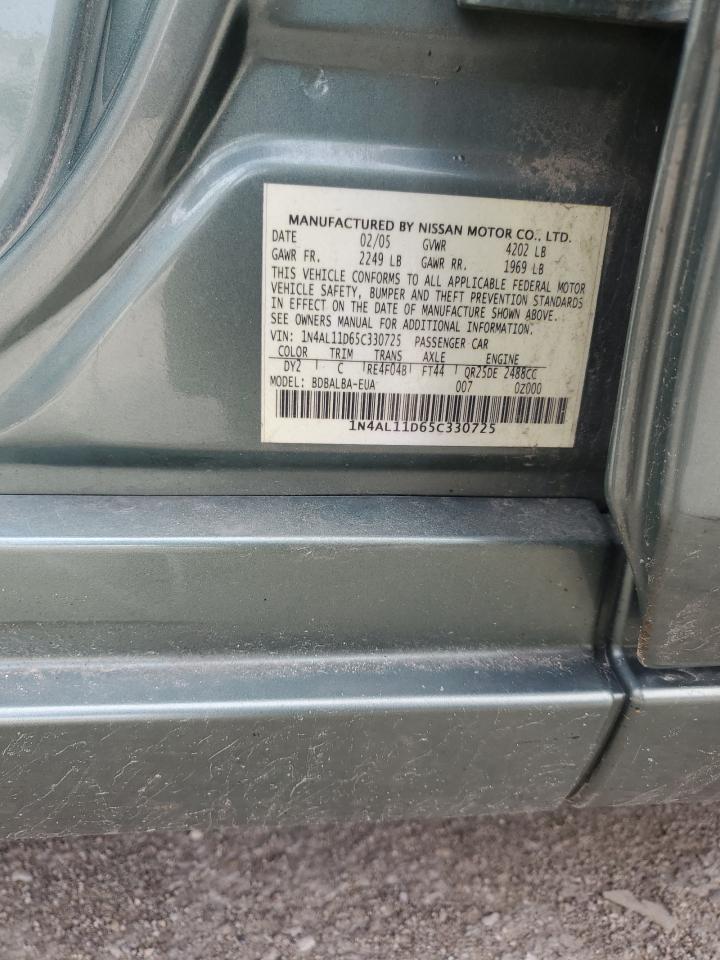 MANUFACTURED BY NISSAN MOTOR CO., LTD.
DATE 02/05 GVWR 4202 LB
GAWR FR. 2249 LB GAWR RR. 1969 LB
THIS VEHICLE CONFORMS TO ALL APPLICABLE FEDERAL MOTOR
VEHICLE SAFETY, BUMPER AND THEFT PREVENTION STANDARDS
IN EFFECT ON THE DATE OF MANUFACTURE SHOWN ABOVE.
SEE OWNERS MANUAL FOR ADDITIONAL INFORMATION.
VIN: 1N4AL11D65C330725 PASSENGER CAR
COLOR TRIM TRANS AXLE ENGINE
DY2 C RE4F04B FT44 QR25DE 2488CC
MODEL: BDBALBA-EUA 007 0Z000
1N4AL11D65C330725